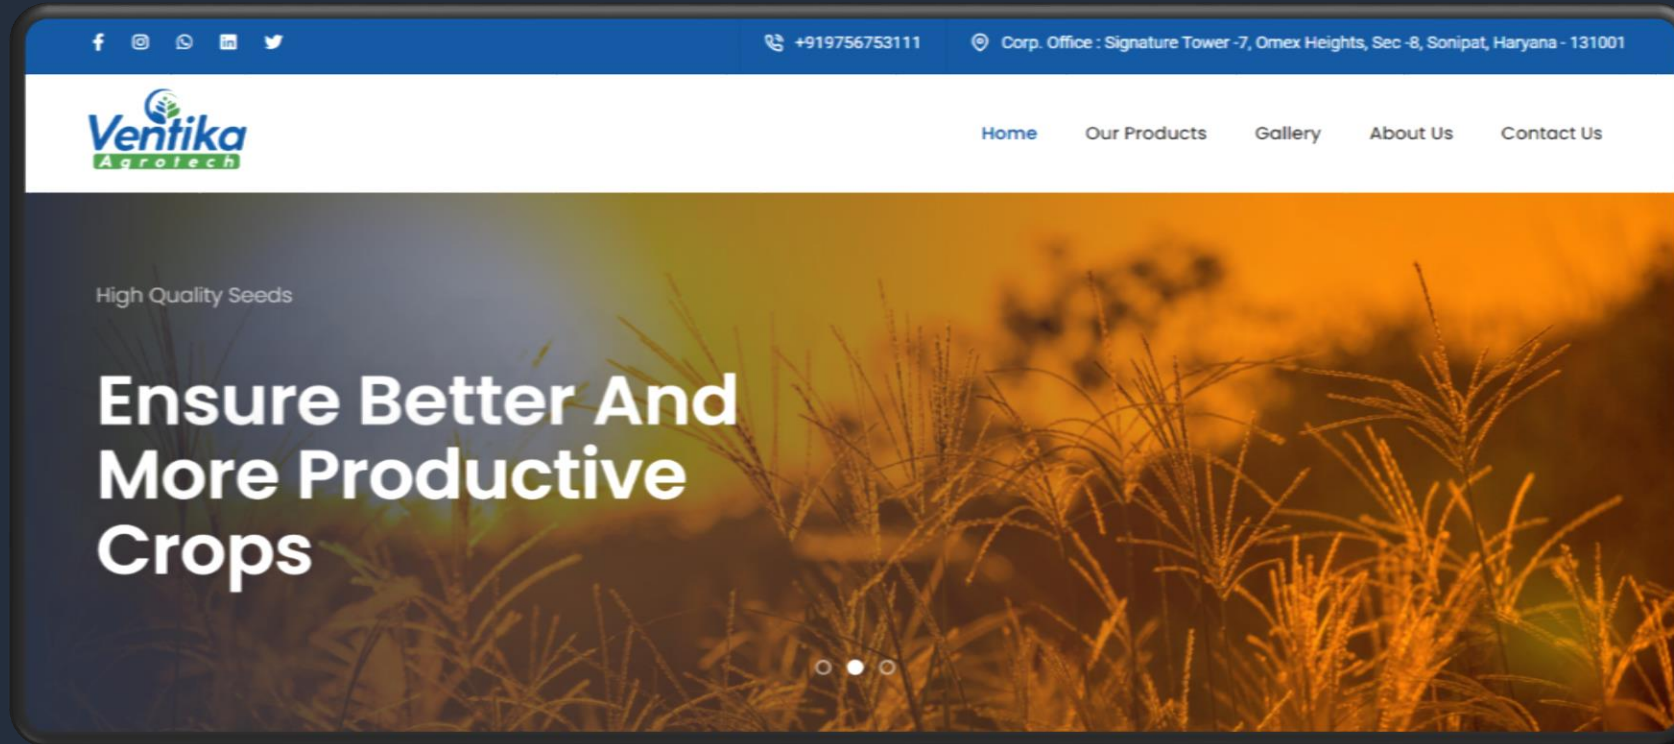 +919756753111
Corp. Office : Signature Tower -7, Omex Heights, Sec -8, Sonipat, Haryana - 131001
Ventika
Agrotech
Home Our Products Gallery About Us Contact Us
High Quality Seeds
Ensure Better And
More Productive
Crops